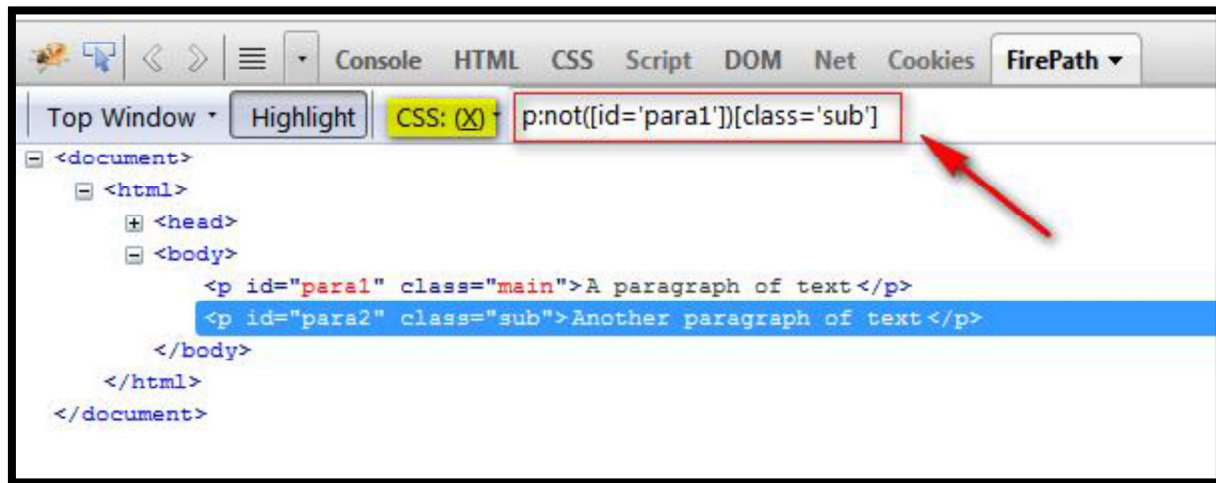 Console HTML CSS Script DOM Net Cookies FirePath
Top Window Highlight CSS: (X) p:not([id='para1'])[class='sub']
<document>
<html>
<head>
<body>
<p id="para1" class="main">A paragraph of text</p>
<p id="para2" class="sub">Another paragraph of text</p>
</body>
</html>
</document>